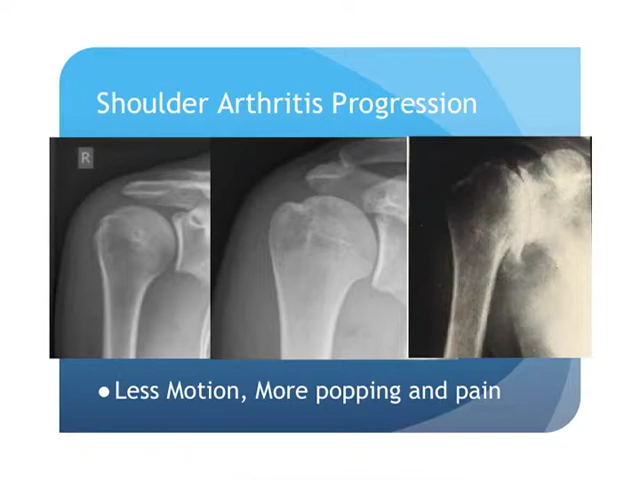 Shoulder Arthritis Progression
R
●Less Motion, More popping and pain